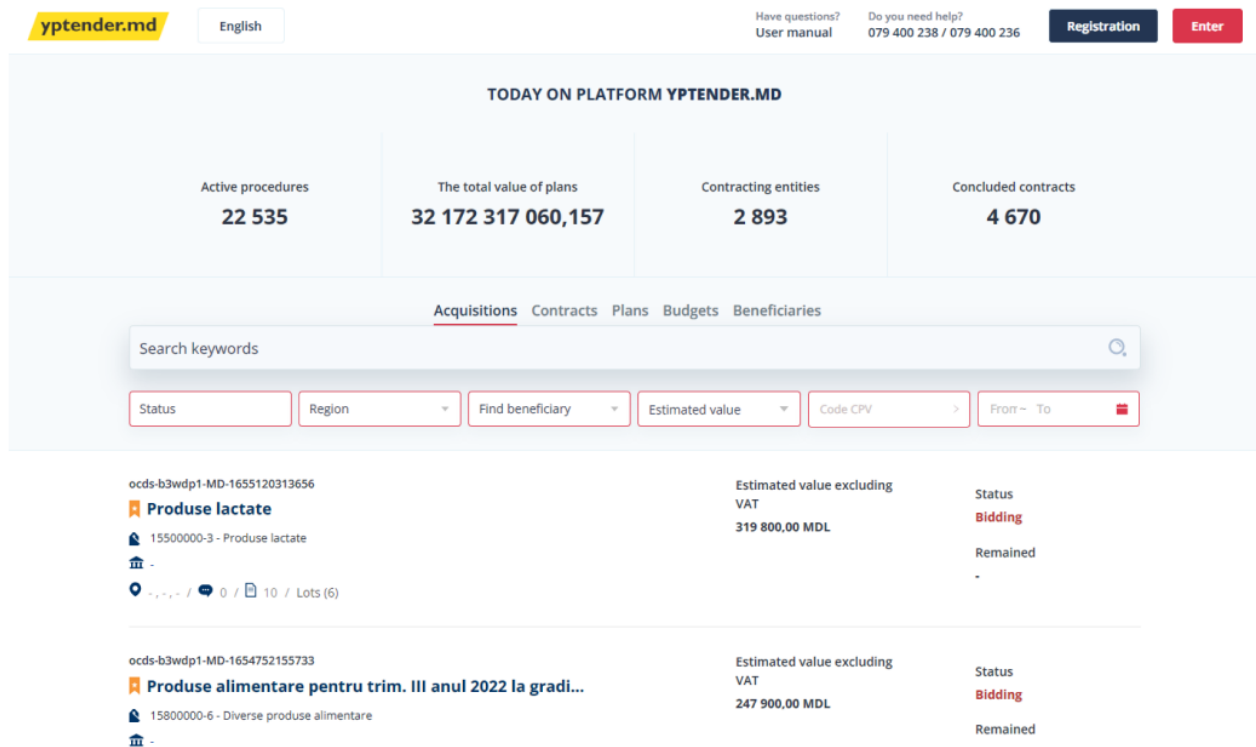 yptender.md
English
Have questions?
User manual
Do you need help?
079 400 238 / 079 400 236
Registration
Enter
TODAY ON PLATFORM YPTENDER.MD
Active procedures
22 535
The total value of plans
32 172 317 060,157
Contracting entities
2 893
Concluded contracts
4 670
Acquisitions Contracts Plans Budgets Beneficiaries
Search keywords
Status
Region
Find beneficiary
Estimated value
Code CPV
From ~ To
ocds-b3wdp1-MD-1655120313656
Produse lactate
15500000-3 - Produse lactate
-
- , - , - / 0 / 10 / Lots (6)
Estimated value excluding
VAT
319 800,00 MDL
Status
Bidding
Remained
-
ocds-b3wdp1-MD-1654752155733
Produse alimentare pentru trim. III anul 2022 la gradi...
15800000-6 - Diverse produse alimentare
-
Estimated value excluding
VAT
247 900,00 MDL
Status
Bidding
Remained